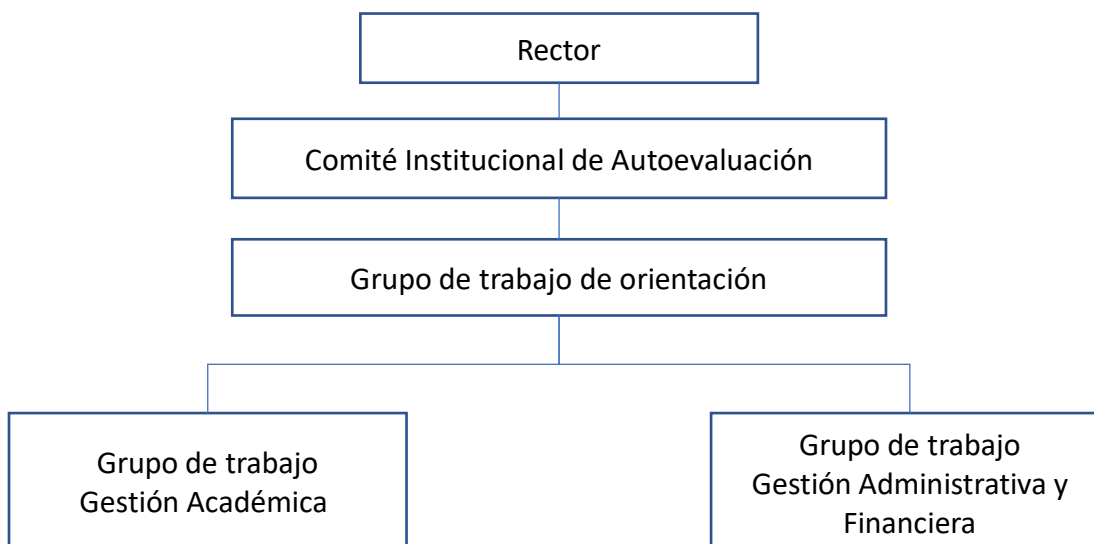 Rector
Comité Institucional de Autoevaluación
Grupo de trabajo de orientación
Grupo de trabajo
Gestión Académica
Grupo de trabajo
Gestión Administrativa y
Financiera